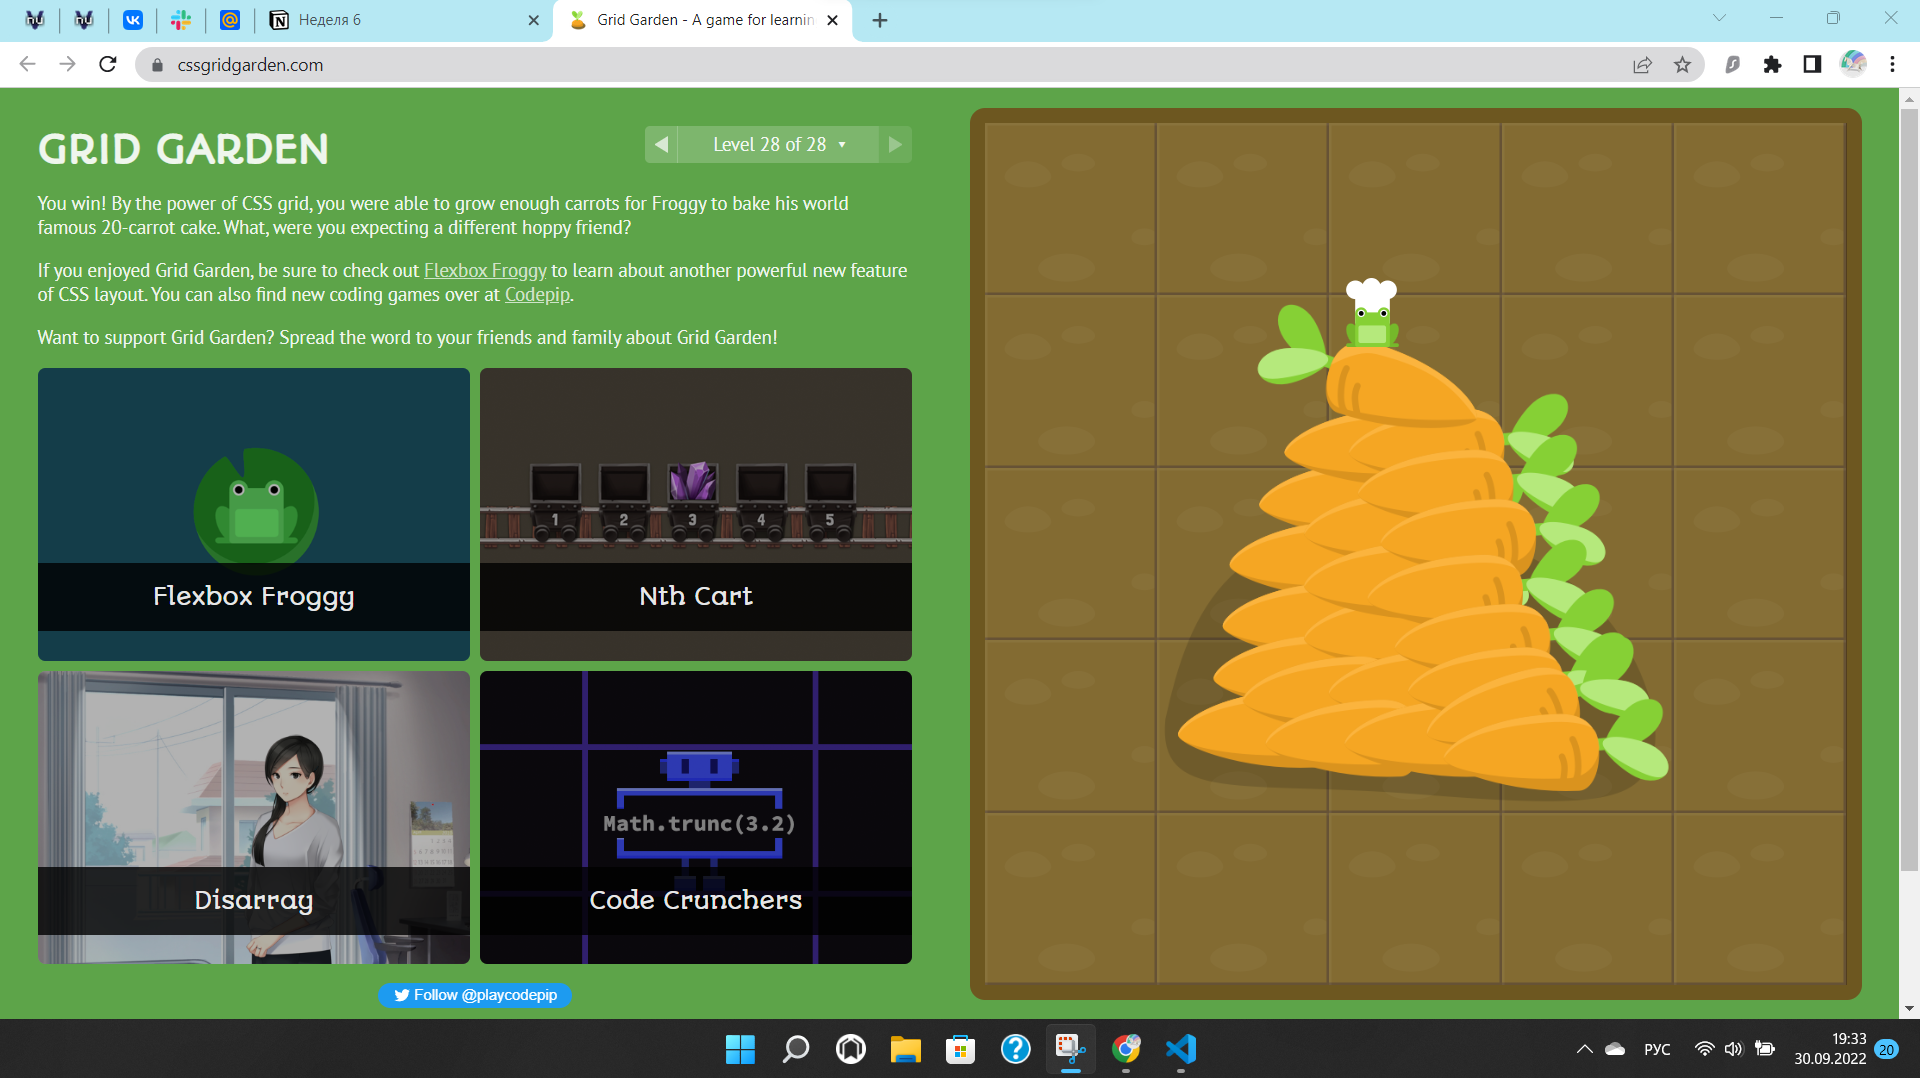 Неделя 6
Grid Garden - A game for learnin
cssgridgarden.com
GRID GARDEN
Level 28 of 28
You win! By the power of CSS grid, you were able to grow enough carrots for Froggy to bake his world
famous 20-carrot cake. What, were you expecting a different hoppy friend?
If you enjoyed Grid Garden, be sure to check out Flexbox Froggy to learn about another powerful new feature
of CSS layout. You can also find new coding games over at Codepip.
Want to support Grid Garden? Spread the word to your friends and family about Grid Garden!
1 2 3 4 5
Flexbox Froggy
Nth Cart
Math.trunc(3.2)
Disarray
Code Crunchers
Follow @playcodepip
РУС
19:33
30.09.2022
20